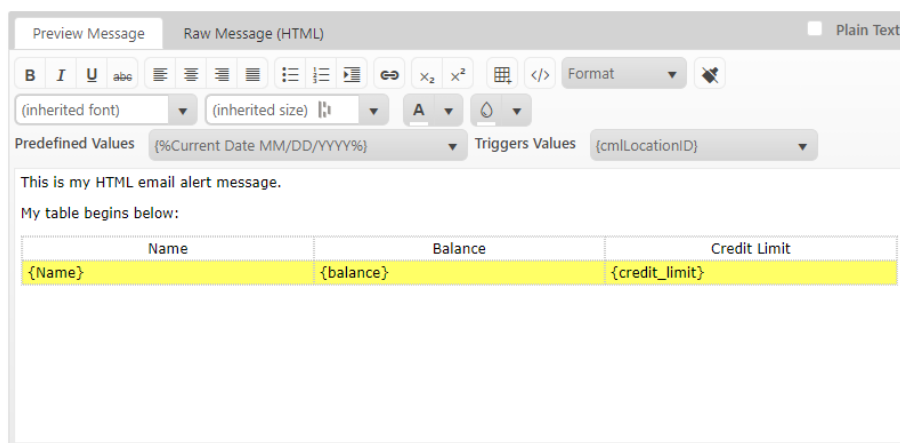 Preview Message Raw Message (HTML) Plain Text
B I U abc x₂ x² </> Format
(inherited font) (inherited size) A
Predefined Values {%Current Date MM/DD/YYYY%} Triggers Values {cmlLocationID}
This is my HTML email alert message.
My table begins below:
Name Balance Credit Limit
{Name} {balance} {credit_limit}